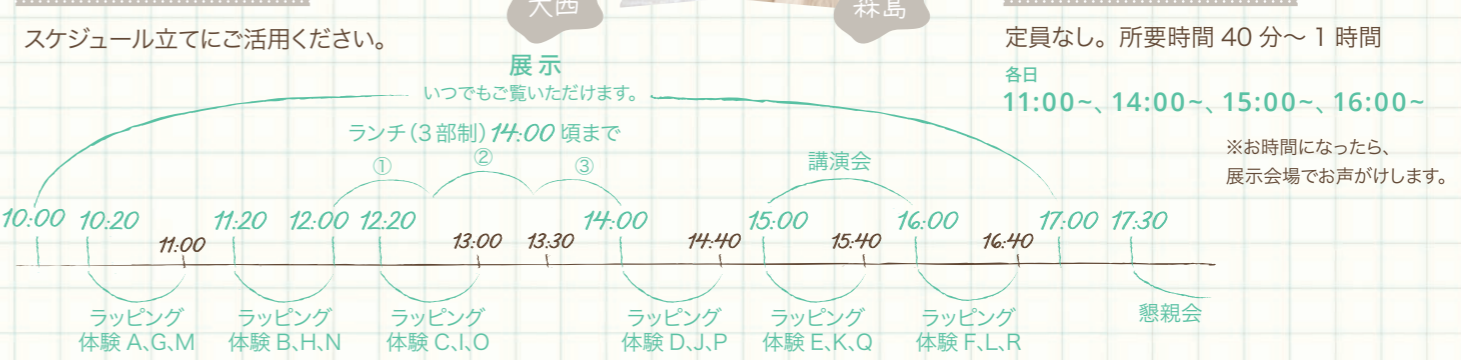 大西
森島
スケジュール立てにご活用ください。
定員なし。所要時間 40 分〜 1 時間
各日
11:00~、14:00~、15:00~、16:00~
※お時間になったら、
展示会場でお声がけします。
展示
いつでもご覧いただけます。
ランチ（3 部制）14:00 頃まで
① ② ③
講演会
10:00 10:20 11:20 12:00 12:20 14:00 15:00 16:00 17:00 17:30
11:00 13:00 13:30 14:40 15:40 16:40
ラッピング
体験 A、G、M
ラッピング
体験 B、H、N
ラッピング
体験 C、I、O
ラッピング
体験 D、J、P
ラッピング
体験 E、K、Q
ラッピング
体験 F、L、R
懇親会